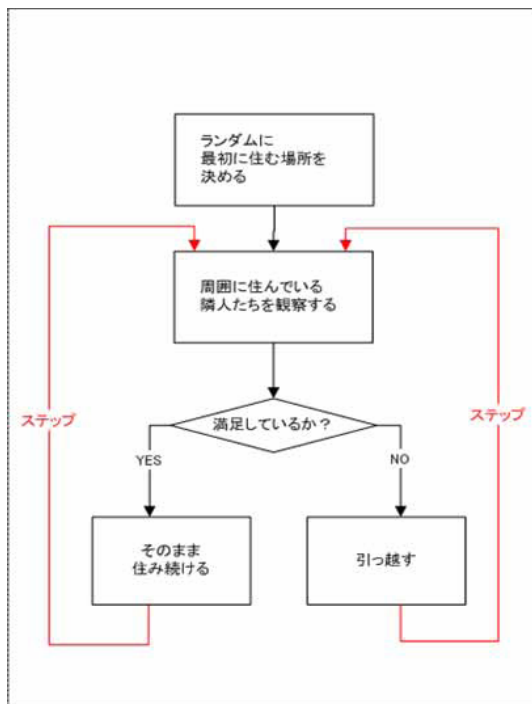 ランダムに
最初に住む場所を
決める
周囲に住んでいる
隣人たちを観察する
ステップ
ステップ
満足しているか？
YES
NO
そのまま
住み続ける
引っ越す